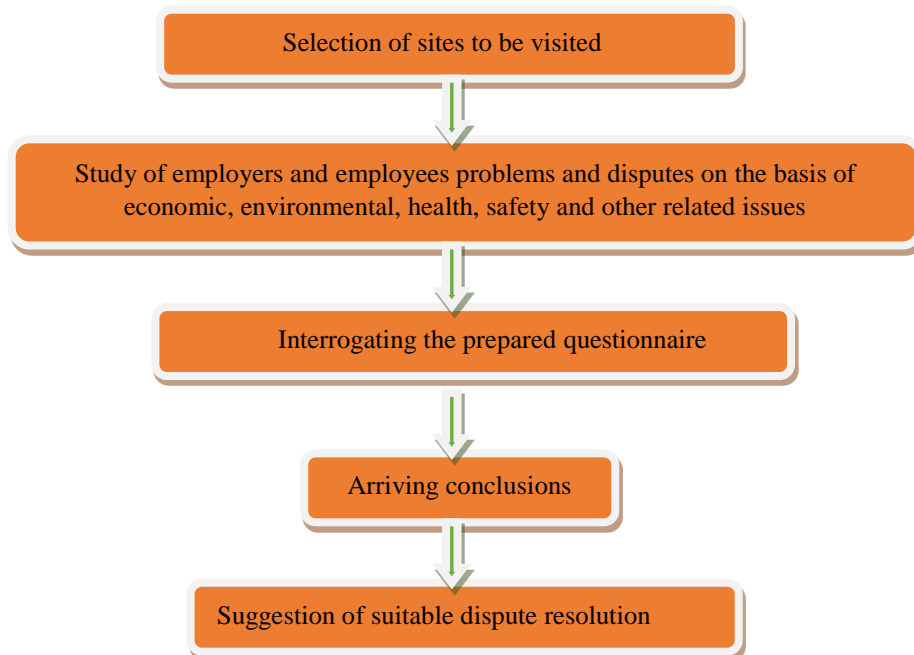 Selection of sites to be visited
Study of employers and employees problems and disputes on the basis of
economic, environmental, health, safety and other related issues
Interrogating the prepared questionnaire
Arriving conclusions
Suggestion of suitable dispute resolution